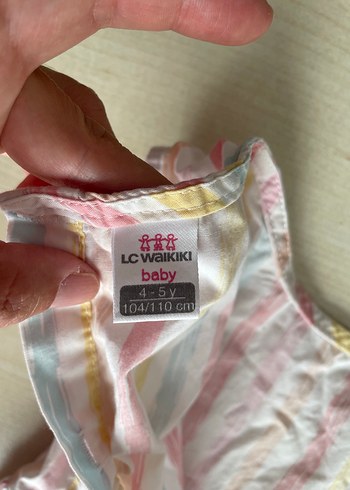 LC WAIKIKI
baby
4 - 5 y
104/110 cm